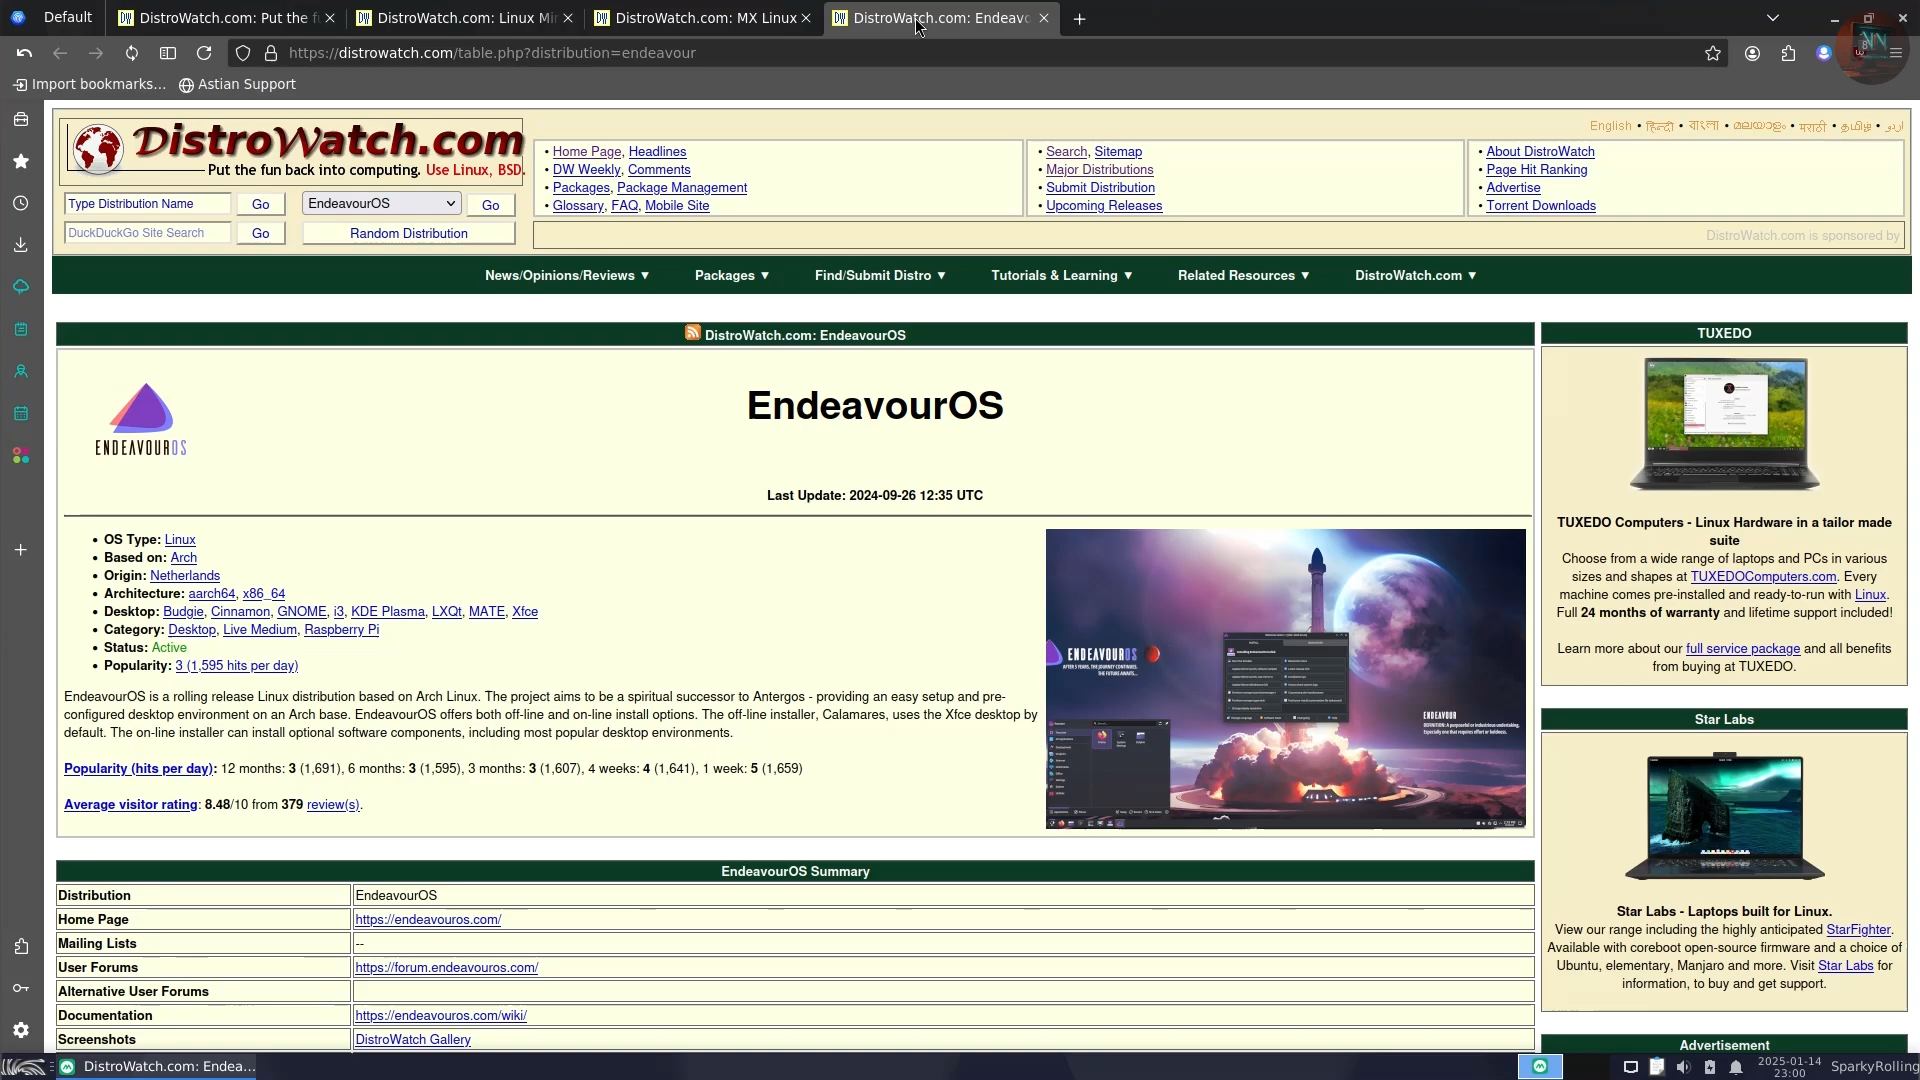 Default
DistroWatch.com: Put the f
DistroWatch.com: Linux Mi
DistroWatch.com: MX Linux
DistroWatch.com: Endeavo
https://distrowatch.com/table.php?distribution=endeavour
Import bookmarks... Astian Support
DistroWatch.com
Put the fun back into computing. Use Linux, BSD.
English • हिन्दी • বাংলা • മലയാളം • मराठी • தமிழ் • اردو
• Home Page, Headlines
• DW Weekly, Comments
• Packages, Package Management
• Glossary, FAQ, Mobile Site
• Search, Sitemap
• Major Distributions
• Submit Distribution
• Upcoming Releases
• About DistroWatch
• Page Hit Ranking
• Advertise
• Torrent Downloads
Type Distribution Name Go EndeavourOS Go
DuckDuckGo Site Search Go Random Distribution
DistroWatch.com is sponsored by
News/Opinions/Reviews ▼ Packages ▼ Find/Submit Distro ▼ Tutorials & Learning ▼ Related Resources ▼ DistroWatch.com ▼
DistroWatch.com: EndeavourOS
ENDEAVOUROS
EndeavourOS
Last Update: 2024-09-26 12:35 UTC
• OS Type: Linux
• Based on: Arch
• Origin: Netherlands
• Architecture: aarch64, x86_64
• Desktop: Budgie, Cinnamon, GNOME, i3, KDE Plasma, LXQt, MATE, Xfce
• Category: Desktop, Live Medium, Raspberry Pi
• Status: Active
• Popularity: 3 (1,595 hits per day)
EndeavourOS is a rolling release Linux distribution based on Arch Linux. The project aims to be a spiritual successor to Antergos - providing an easy setup and pre-
configured desktop environment on an Arch base. EndeavourOS offers both off-line and on-line install options. The off-line installer, Calamares, uses the Xfce desktop by
default. The on-line installer can install optional software components, including most popular desktop environments.
Popularity (hits per day): 12 months: 3 (1,691), 6 months: 3 (1,595), 3 months: 3 (1,607), 4 weeks: 4 (1,641), 1 week: 5 (1,659)
Average visitor rating: 8.48/10 from 379 review(s).
ENDEAVOUROS
AFTER 5 YEARS, THE JOURNEY CONTINUES.
THE FUTURE AWAITS...
ENDEAVOUR
EndeavourOS Summary
Distribution EndeavourOS
Home Page https://endeavouros.com/
Mailing Lists --
User Forums https://forum.endeavouros.com/
Alternative User Forums
Documentation https://endeavouros.com/wiki/
Screenshots DistroWatch Gallery
TUXEDO
TUXEDO Computers - Linux Hardware in a tailor made
suite
Choose from a wide range of laptops and PCs in various
sizes and shapes at TUXEDOComputers.com. Every
machine comes pre-installed and ready-to-run with Linux.
Full 24 months of warranty and lifetime support included!
Learn more about our full service package and all benefits
from buying at TUXEDO.
Star Labs
Star Labs - Laptops built for Linux.
View our range including the highly anticipated StarFighter.
Available with coreboot open-source firmware and a choice of
Ubuntu, elementary, Manjaro and more. Visit Star Labs for
information, to buy and get support.
Advertisement
DistroWatch.com: Endea...
2025-01-14
23:00
SparkyRolling